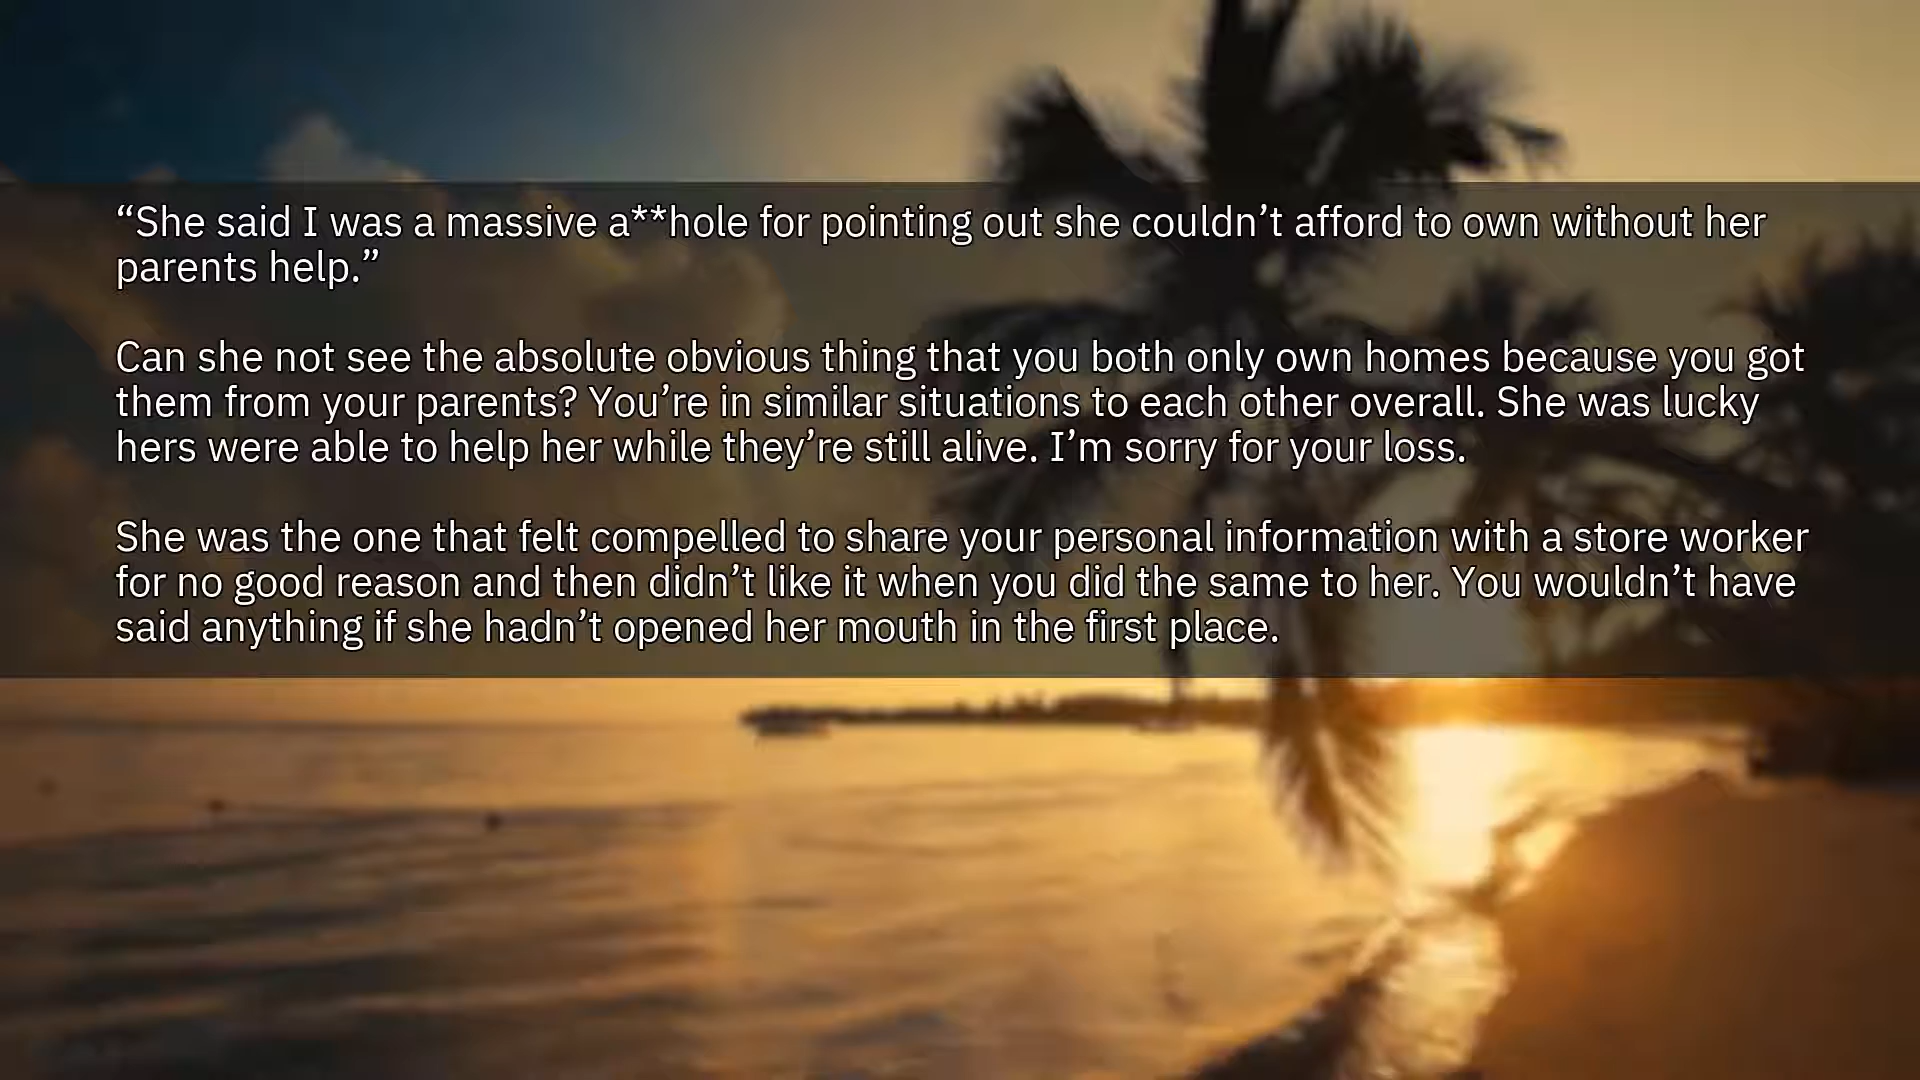 “She said I was a massive a**hole for pointing out she couldn’t afford to own without her
parents help.”
Can she not see the absolute obvious thing that you both only own homes because you got
them from your parents? You’re in similar situations to each other overall. She was lucky
hers were able to help her while they’re still alive. I’m sorry for your loss.
She was the one that felt compelled to share your personal information with a store worker
for no good reason and then didn’t like it when you did the same to her. You wouldn’t have
said anything if she hadn’t opened her mouth in the first place.